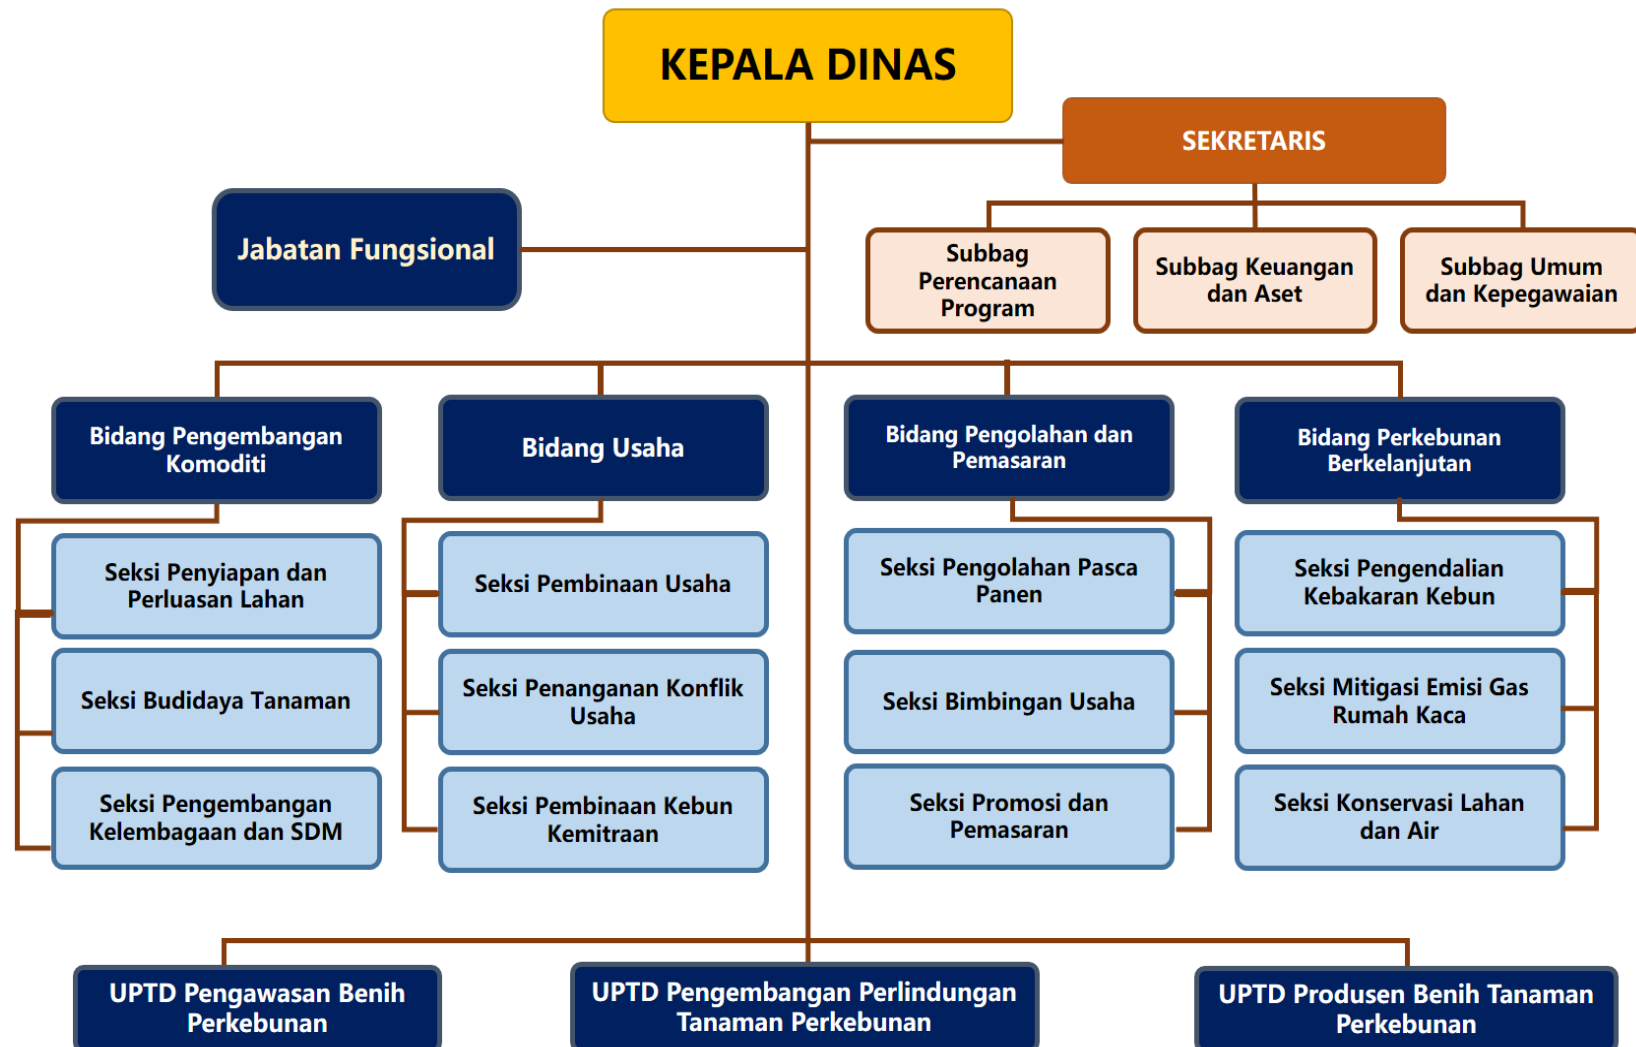 KEPALA DINAS
SEKRETARIS
Jabatan Fungsional
Subbag
Perencanaan
Program
Subbag Keuangan
dan Aset
Subbag Umum
dan Kepegawaian
Bidang Pengembangan
Komoditi
Bidang Usaha
Bidang Pengolahan dan
Pemasaran
Bidang Perkebunan
Berkelanjutan
Seksi Penyiapan dan
Perluasan Lahan
Seksi Pembinaan Usaha
Seksi Pengolahan Pasca
Panen
Seksi Pengendalian
Kebakaran Kebun
Seksi Budidaya Tanaman
Seksi Penanganan Konflik
Usaha
Seksi Bimbingan Usaha
Seksi Mitigasi Emisi Gas
Rumah Kaca
Seksi Pengembangan
Kelembagaan dan SDM
Seksi Pembinaan Kebun
Kemitraan
Seksi Promosi dan
Pemasaran
Seksi Konservasi Lahan
dan Air
UPTD Pengawasan Benih
Perkebunan
UPTD Pengembangan Perlindungan
Tanaman Perkebunan
UPTD Produsen Benih Tanaman
Perkebunan